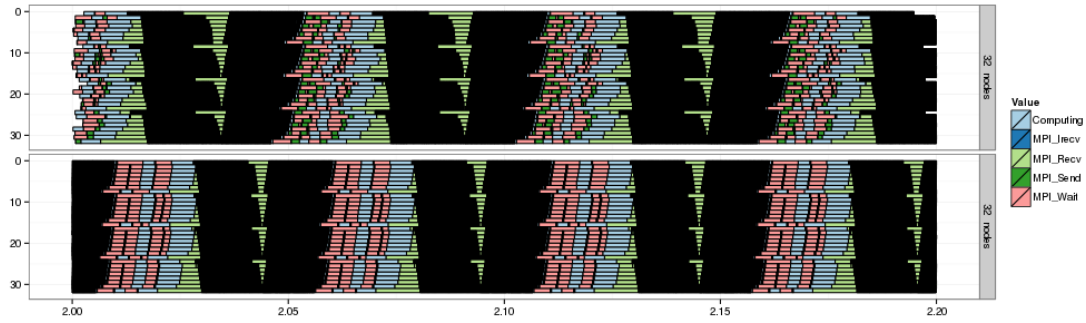 0
10
20
30
32 nodes
0
10
20
30
32 nodes
2.00 2.05 2.10 2.15 2.20
Value
Computing
MPI_Irecv
MPI_Recv
MPI_Send
MPI_Wait